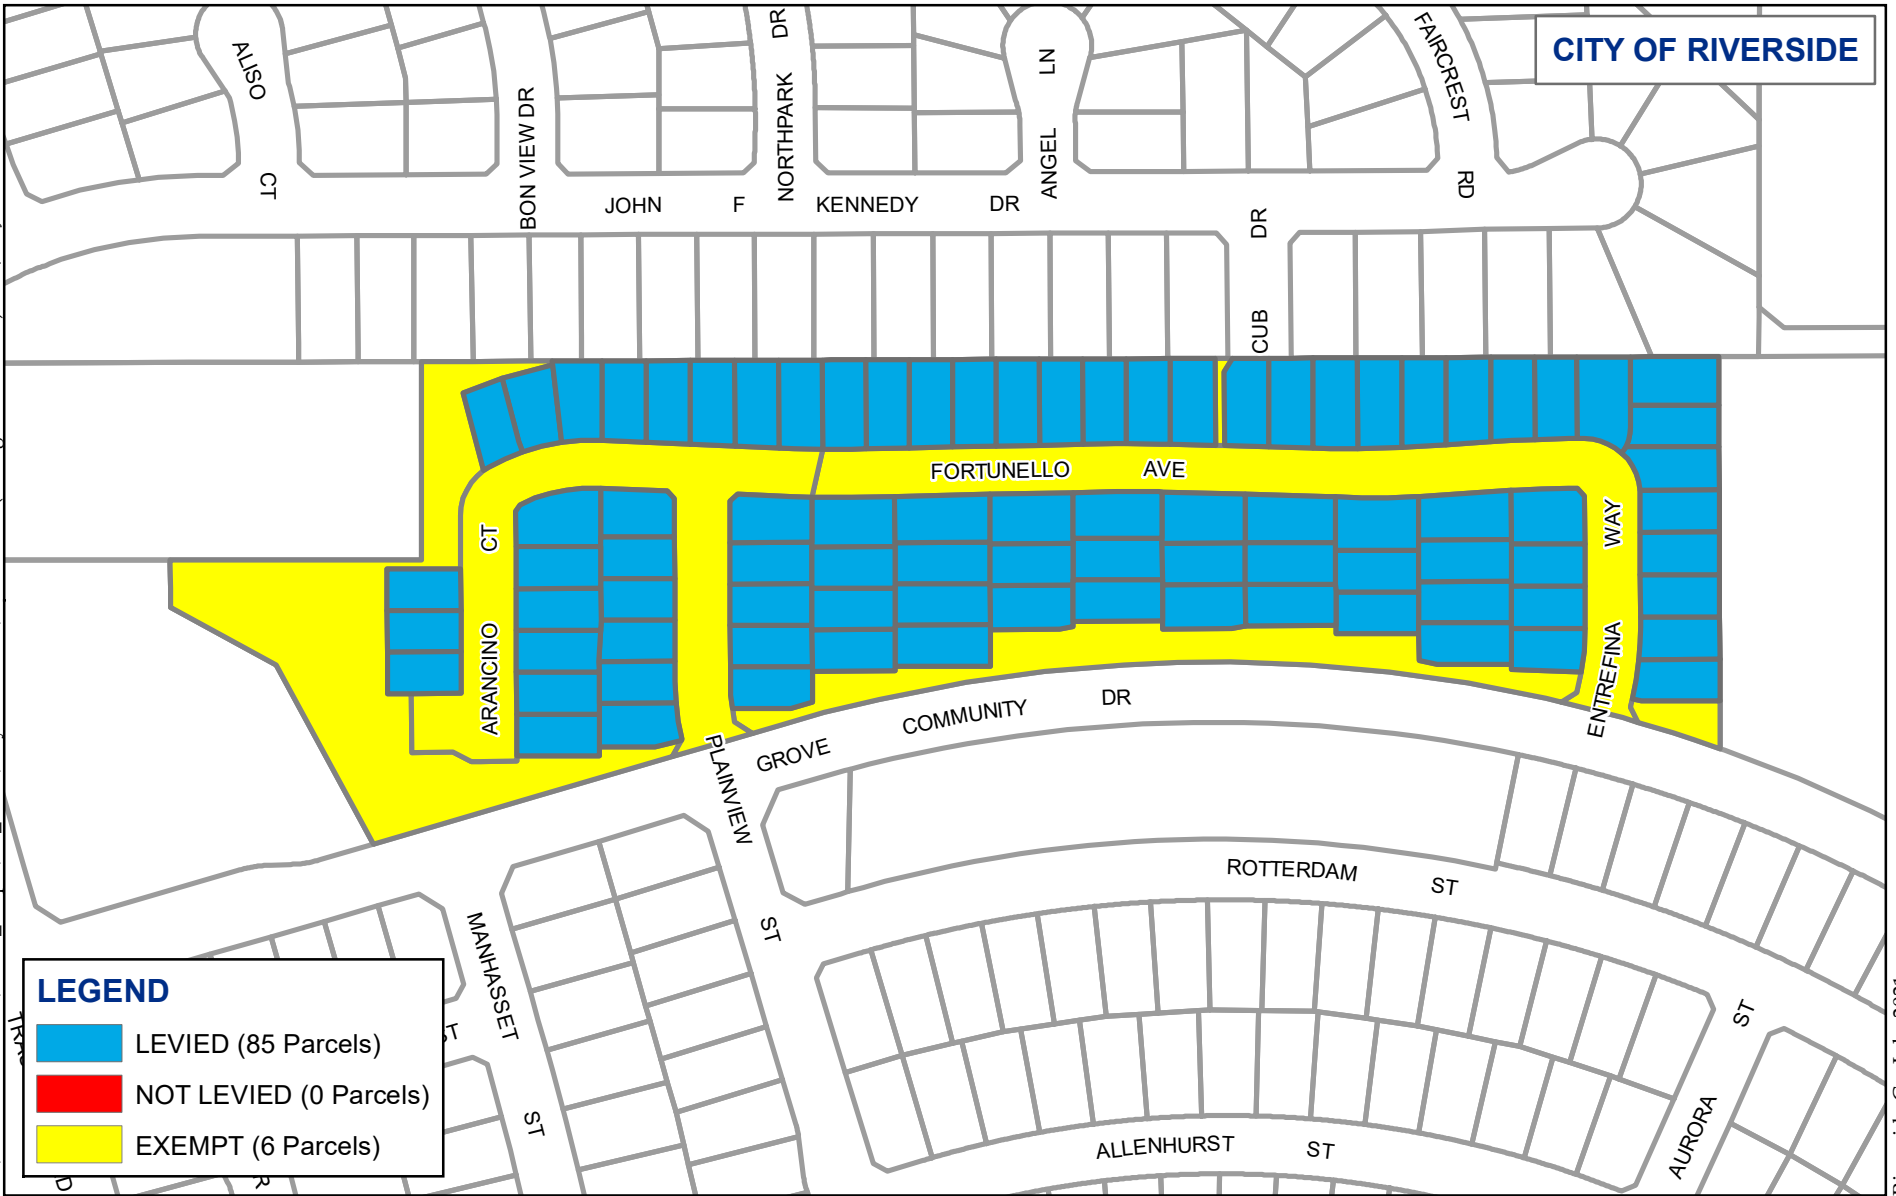 CITY OF RIVERSIDE
ALISO CT
BON VIEW DR
NORTHPARK DR
ANGEL LN
FAIRCREST RD
JOHN F KENNEDY DR
CUB DR
FORTUNELLO AVE
ARANCINO CT
ENTREFINA WAY
GROVE COMMUNITY DR
PLAINVIEW ST
ROTTERDAM ST
MANHASSET ST
ALLENHURST ST
AURORA ST
LEGEND
LEVIED (85 Parcels)
NOT LEVIED (0 Parcels)
EXEMPT (6 Parcels)